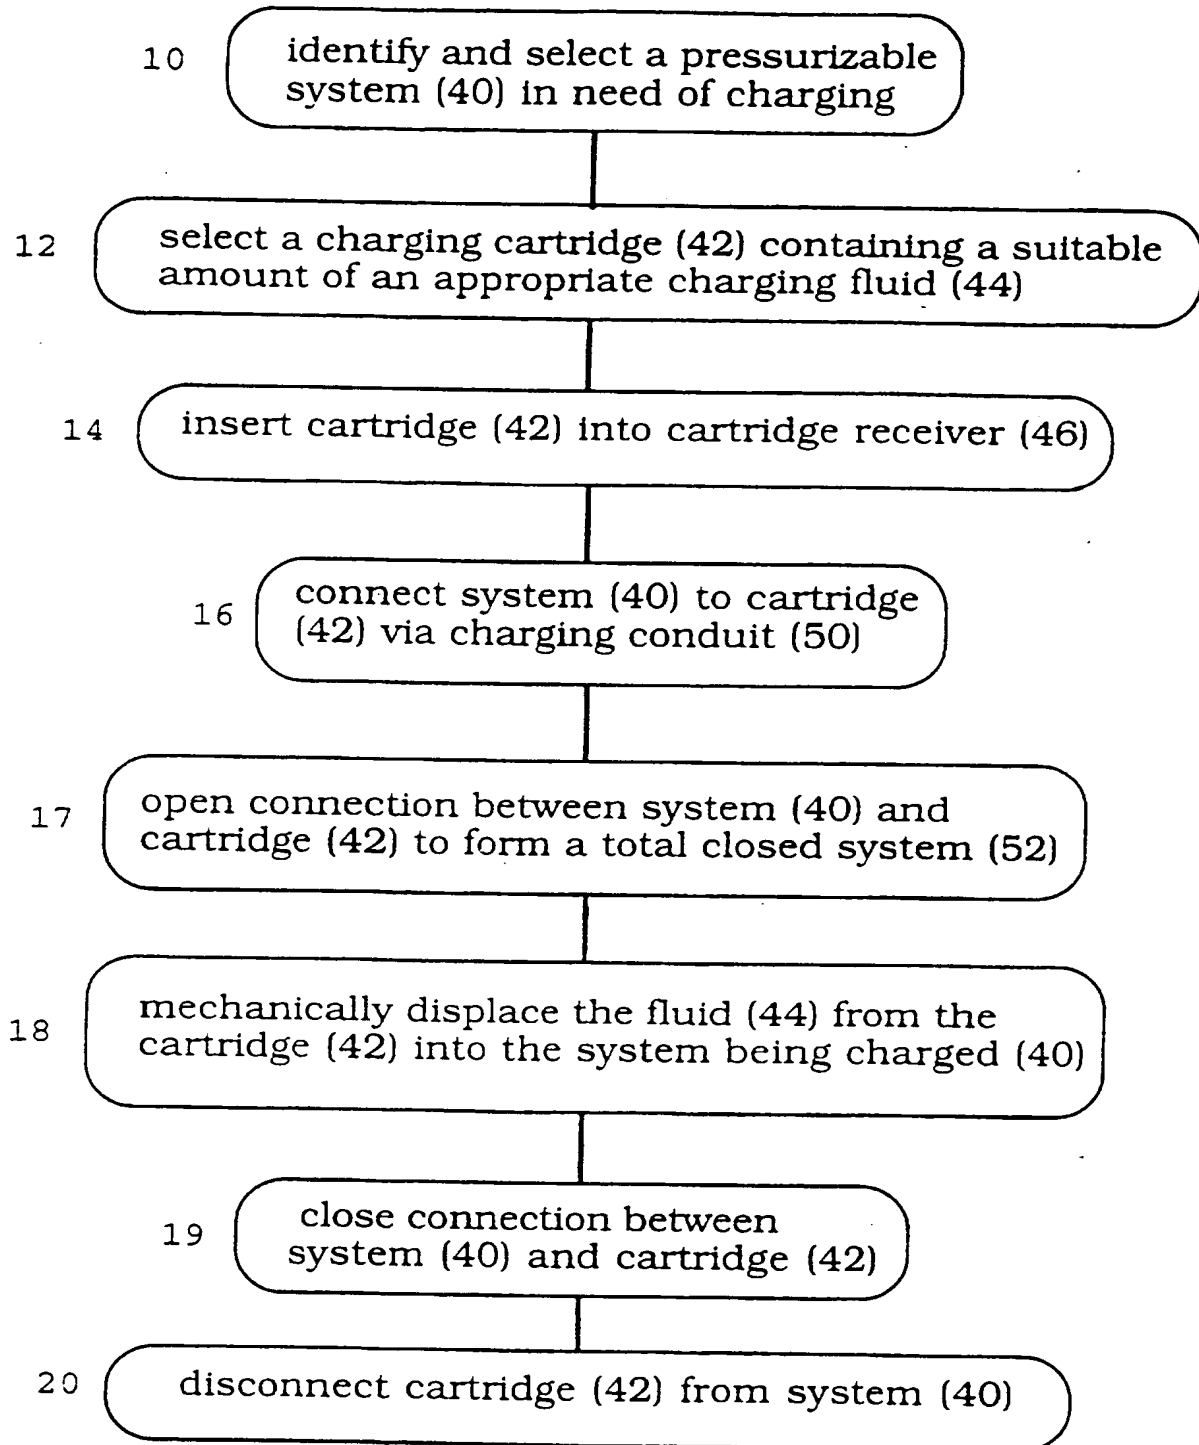 10
identify and select a pressurizable
system (40) in need of charging
12
select a charging cartridge (42) containing a suitable
amount of an appropriate charging fluid (44)
14
insert cartridge (42) into cartridge receiver (46)
16
connect system (40) to cartridge
(42) via charging conduit (50)
17
open connection between system (40) and
cartridge (42) to form a total closed system (52)
18
mechanically displace the fluid (44) from the
cartridge (42) into the system being charged (40)
19
close connection between
system (40) and cartridge (42)
20
disconnect cartridge (42) from system (40)